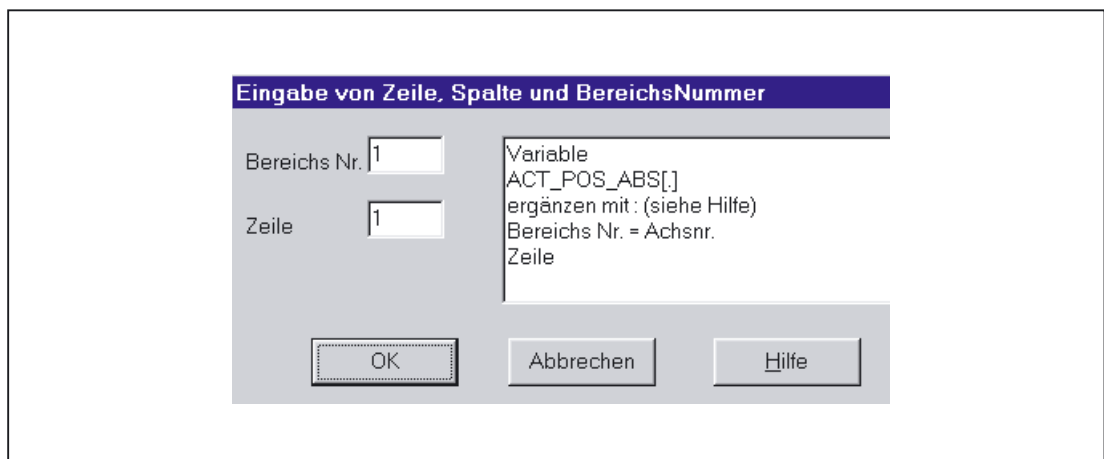 Eingabe von Zeile, Spalte und BereichsNummer
Bereichs Nr. 1
Zeile 1
Variable
ACT_POS_ABS[.]
ergänzen mit : (siehe Hilfe)
Bereichs Nr. = Achsnr.
Zeile
OK Abbrechen Hilfe